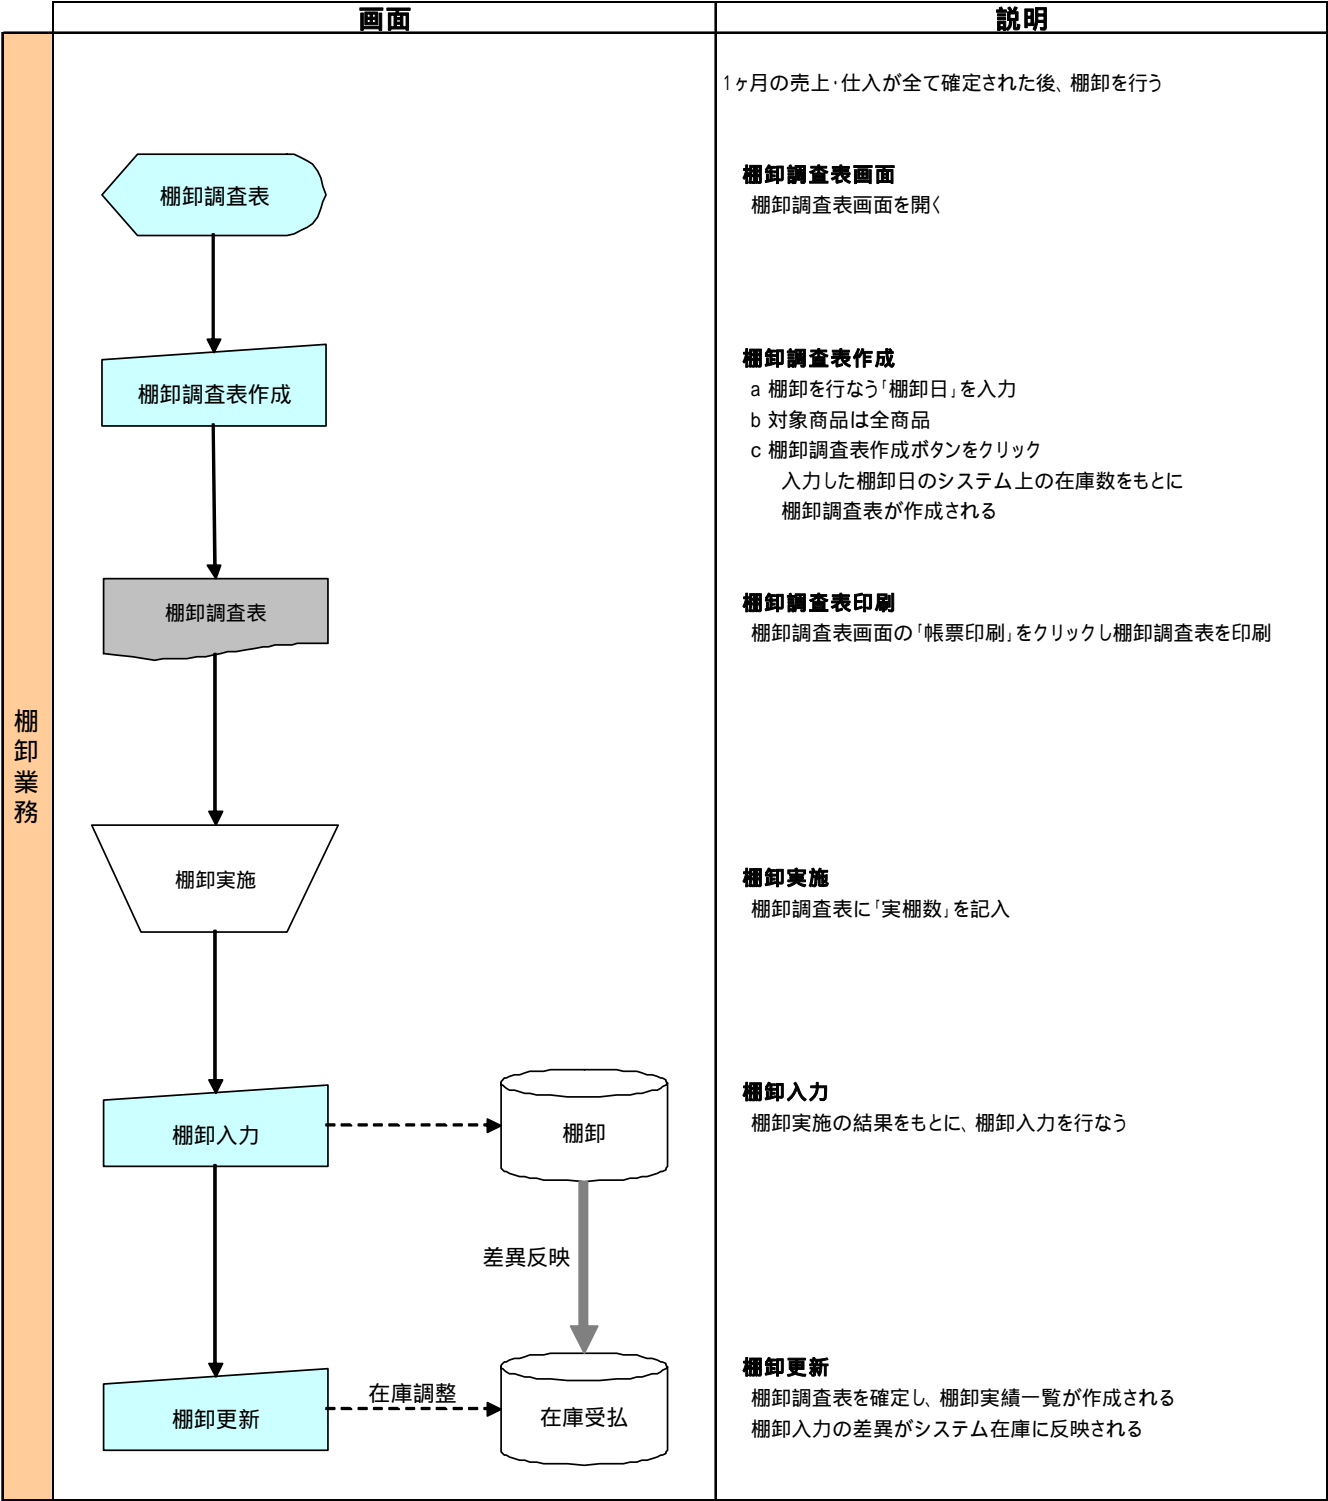 画面
説明
棚卸業務
1ヶ月の売上・仕入が全て確定された後、棚卸を行う
棚卸調査表
棚卸調査表画面
棚卸調査表画面を開く
棚卸調査表作成
棚卸調査表作成
a 棚卸を行なう「棚卸日」を入力
b 対象商品は全商品
c 棚卸調査表作成ボタンをクリック
入力した棚卸日のシステム上の在庫数をもとに
棚卸調査表が作成される
棚卸調査表
棚卸調査表印刷
棚卸調査表画面の「帳票印刷」をクリックし棚卸調査表を印刷
棚卸実施
棚卸実施
棚卸調査表に「実棚数」を記入
棚卸入力
棚卸
棚卸入力
棚卸実施の結果をもとに、棚卸入力を行なう
差異反映
棚卸更新
在庫調整
在庫受払
棚卸更新
棚卸調査表を確定し、棚卸実績一覧が作成される
棚卸入力の差異がシステム在庫に反映される